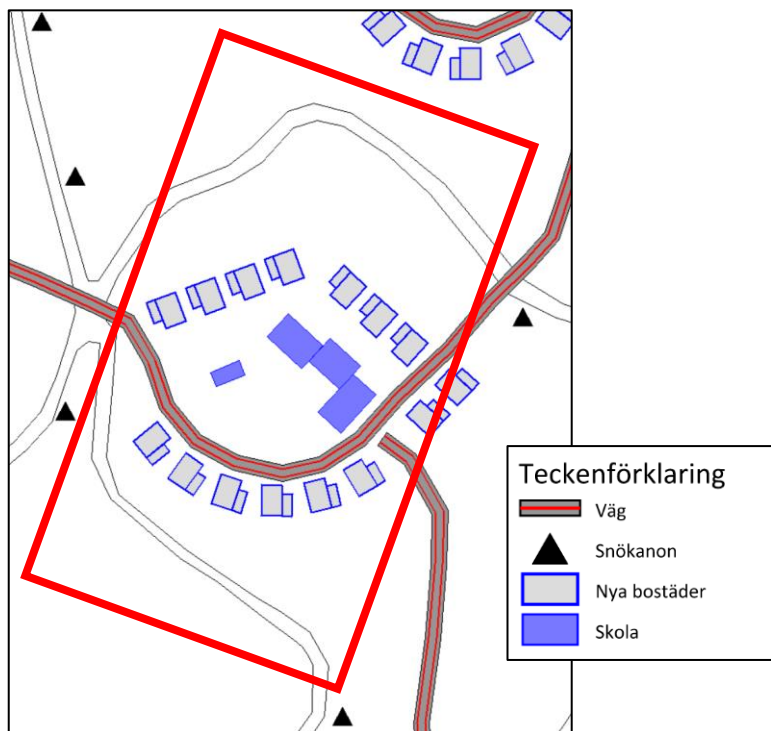 Teckenförklaring
Väg
Snökanon
Nya bostäder
Skola